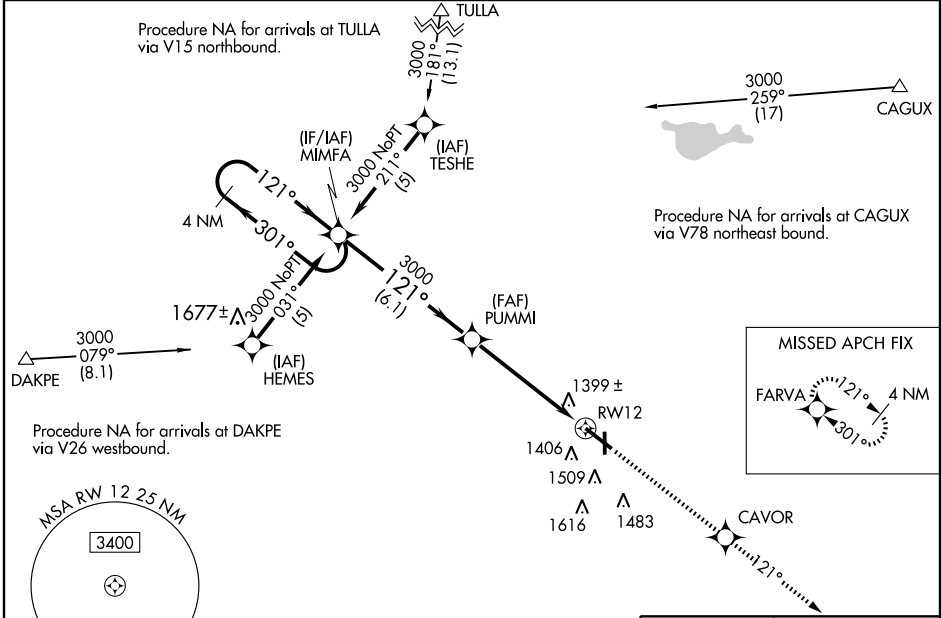 Procedure NA for arrivals at TULLA
via V15 northbound.
TULLA
3000
181°
(13.1)
3000
259°
(17)
CAGUX
(IF/IAF)
MIMFA
(IAF)
TESHE
3000 NoPT
211°
(5)
121°
4 NM
301°
Procedure NA for arrivals at CAGUX
via V78 northeast bound.
3000
121°
(6.1)
(FAF)
PUMMI
1677±
3000 NoPT
031°
(5)
3000
079°
(8.1)
DAKPE
(IAF)
HEMES
MISSED APCH FIX
FARVA
121°
4 NM
301°
1399 ±
RW12
1406
1509
1616
1483
Procedure NA for arrivals at DAKPE
via V26 westbound.
CAVOR
121°
MSA RW 12 25 NM
3400